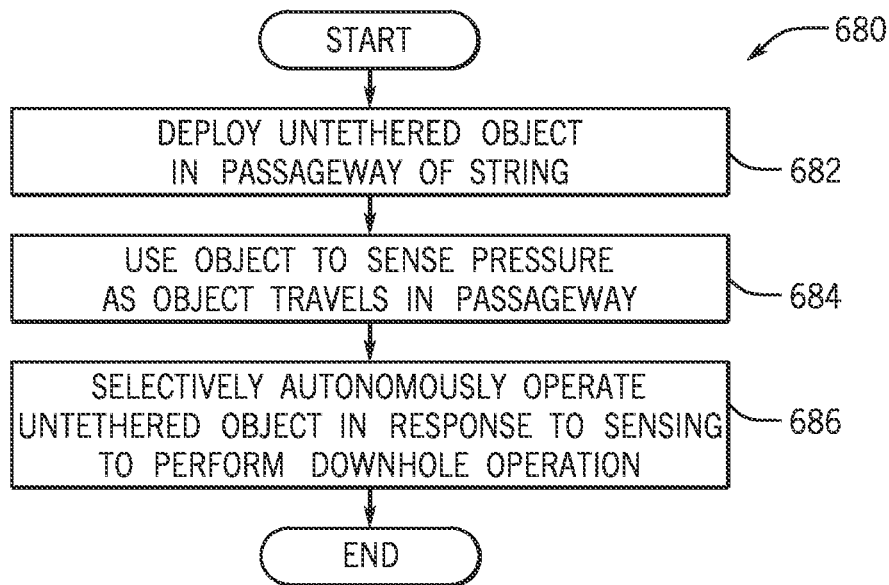 START
680
DEPLOY UNTETHERED OBJECT
IN PASSAGEWAY OF STRING
682
USE OBJECT TO SENSE PRESSURE
AS OBJECT TRAVELS IN PASSAGEWAY
684
SELECTIVELY AUTONOMOUSLY OPERATE
UNTETHERED OBJECT IN RESPONSE TO SENSING
TO PERFORM DOWNHOLE OPERATION
686
END